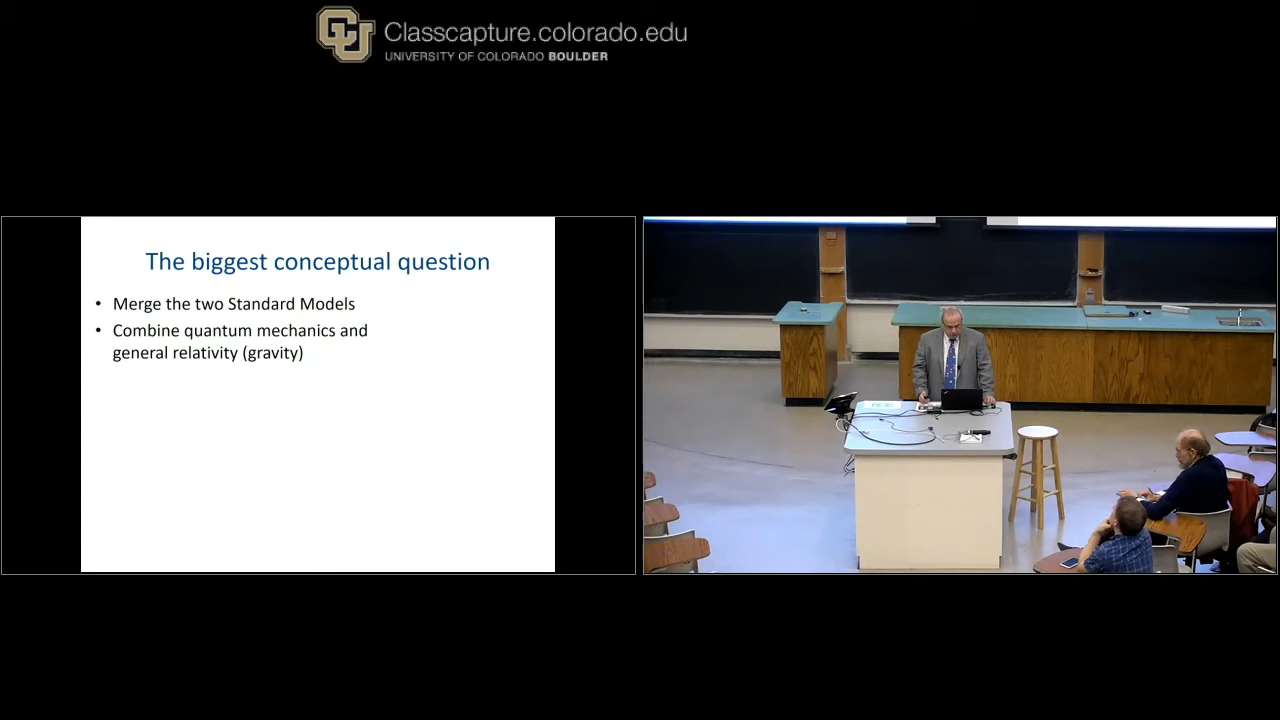 Classcapture.colorado.edu
UNIVERSITY OF COLORADO BOULDER
The biggest conceptual question
• Merge the two Standard Models
• Combine quantum mechanics and
general relativity (gravity)